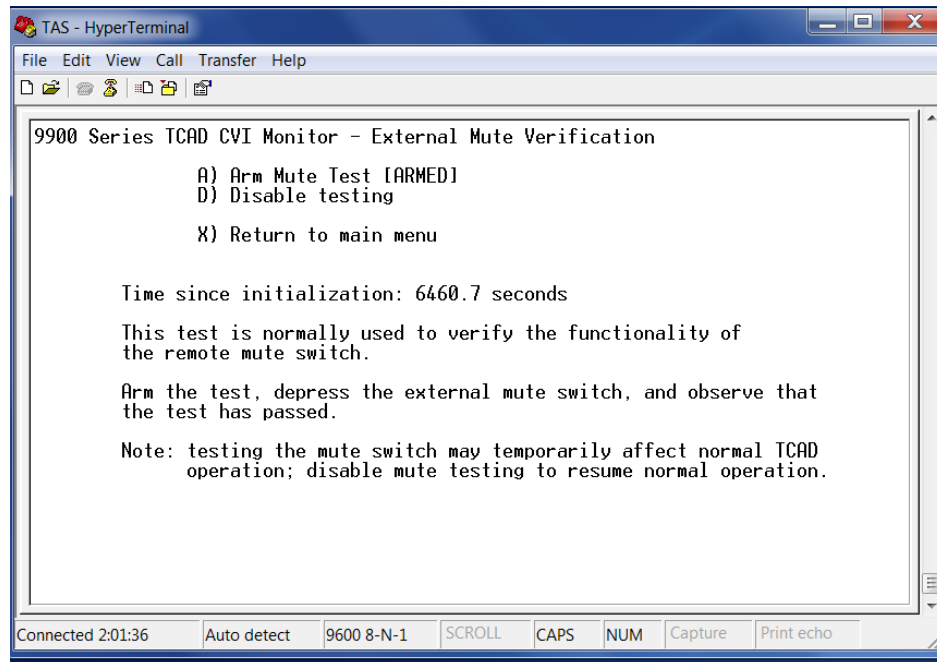 TAS - HyperTerminal
File Edit View Call Transfer Help
9900 Series TCAD CVI Monitor - External Mute Verification
A) Arm Mute Test [ARMED]
D) Disable testing
X) Return to main menu
Time since initialization: 6460.7 seconds
This test is normally used to verify the functionality of
the remote mute switch.
Arm the test, depress the external mute switch, and observe that
the test has passed.
Note: testing the mute switch may temporarily affect normal TCAD
operation; disable mute testing to resume normal operation.
Connected 2:01:36 Auto detect 9600 8-N-1 SCROLL CAPS NUM Capture Print echo